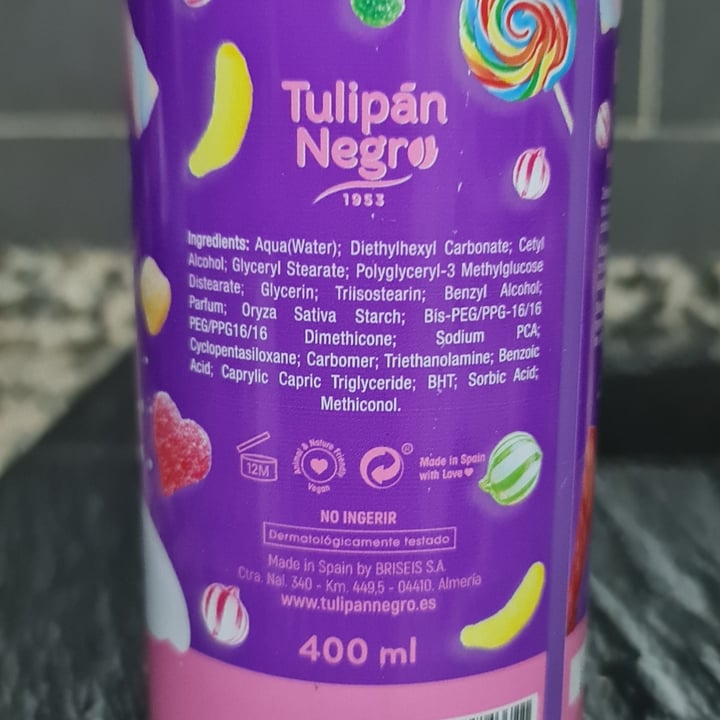 Tulipán
Negro
1953
Ingredients: Aqua(Water); Diethylhexyl Carbonate; Cetyl
Alcohol; Glyceryl Stearate; Polyglyceryl-3 Methylglucose
Distearate; Glycerin; Triisostearin; Benzyl Alcohol;
Parfum; Oryza Sativa Starch; Bis-PEG/PPG-16/16
PEG/PPG16/16 Dimethicone; Sodium PCA;
Cyclopentasiloxane; Carbomer; Triethanolamine; Benzoic
Acid; Caprylic Capric Triglyceride; BHT; Sorbic Acid;
Methiconol.
12M
Animal & Nature Friendly
Vegan
®
Made in Spain
with Love
NO INGERIR
Dermatológicamente testado
Made in Spain by BRISEIS S.A.
Ctra. Nal. 340 - Km. 449,5 - 04410. Almería
www.tulipannegro.es
400 ml